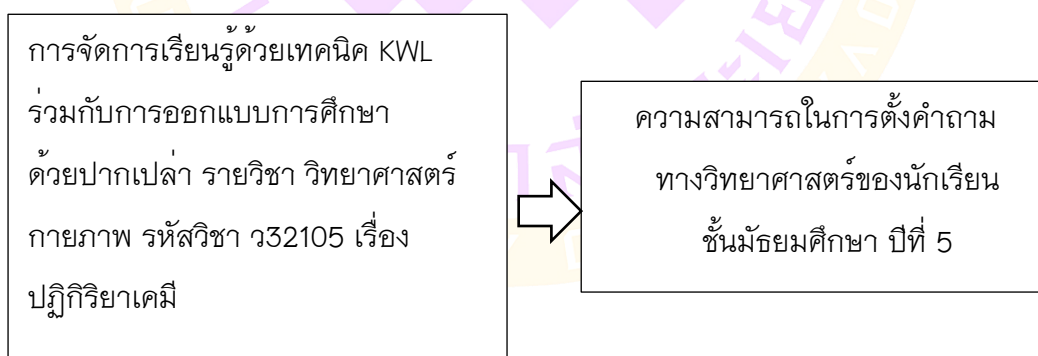 การจัดการเรียนรู้ด้วยเทคนิค KWL
ร่วมกับการออกแบบการศึกษา
ด้วยปากเปล่า รายวิชา วิทยาศาสตร์
กายภาพ รหัสวิชา ว32105 เรื่อง
ปฏิกิริยาเคมี
ความสามารถในการตั้งคำถาม
ทางวิทยาศาสตร์ของนักเรียน
ชั้นมัธยมศึกษา ปีที่ 5